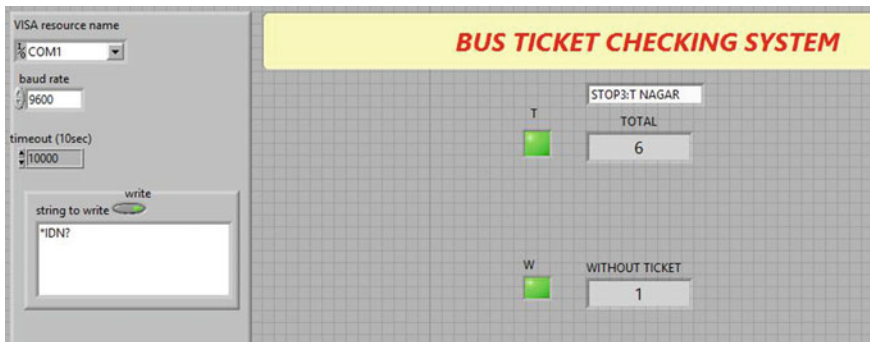 VISA resource name
COM1
baud rate
9600
timeout (10sec)
10000
write
string to write
*IDN?
BUS TICKET CHECKING SYSTEM
STOP3:T NAGAR
T
TOTAL
6
W
WITHOUT TICKET
1